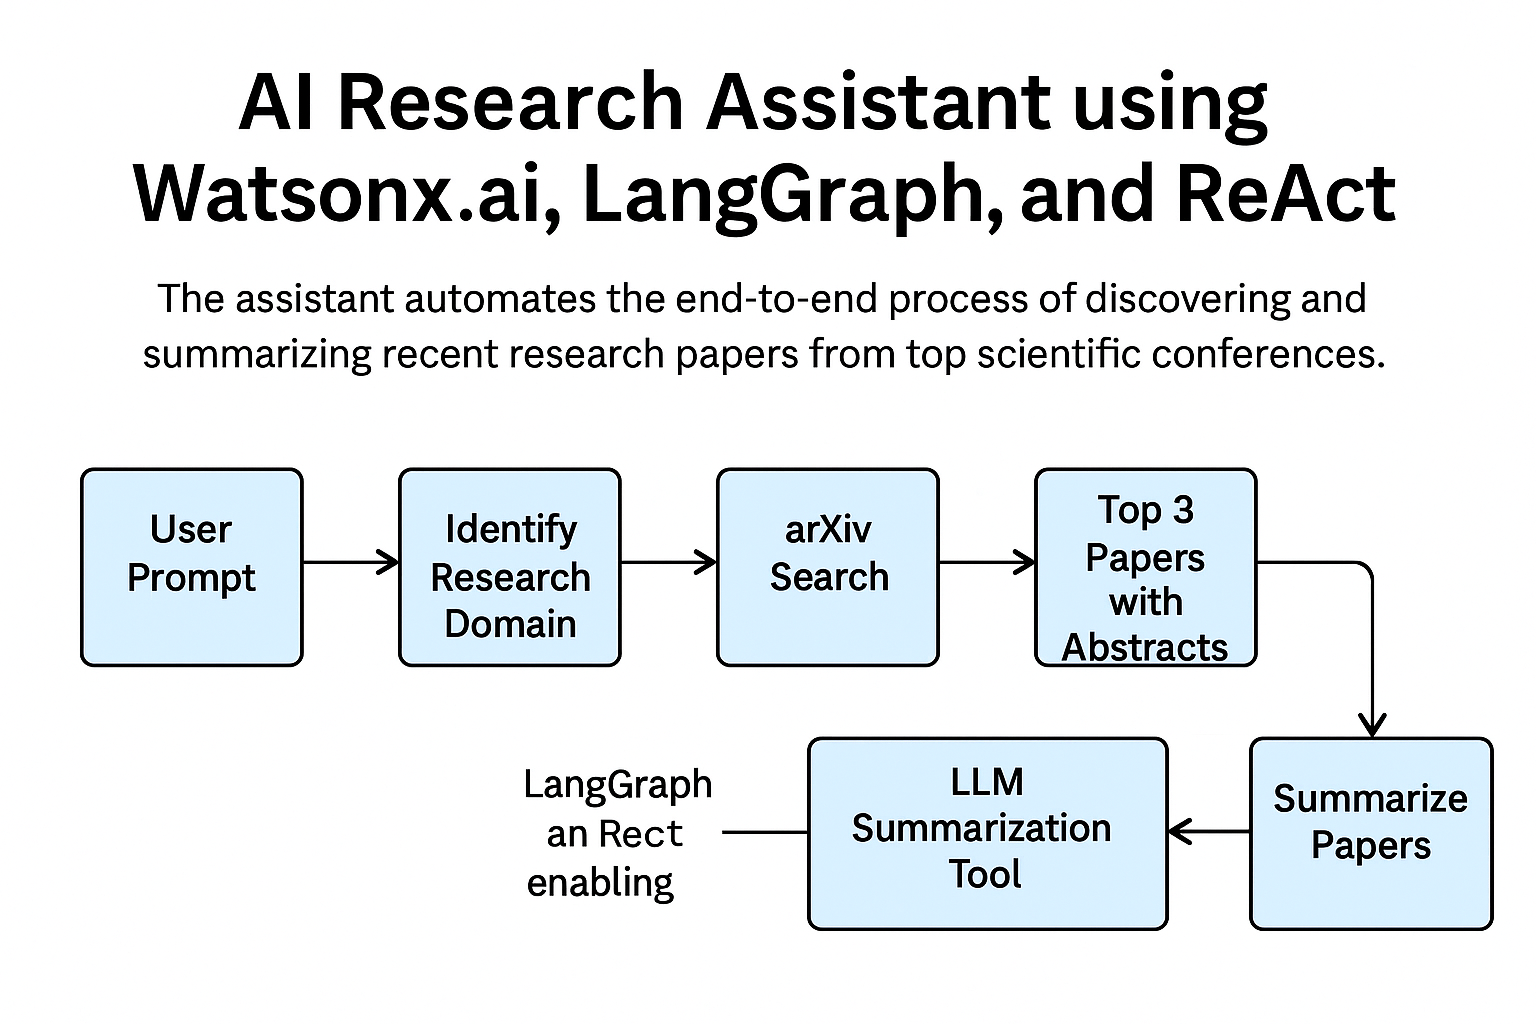 AI Research Assistant using
Watsonx.ai, LangGraph, and ReAct
The assistant automates the end-to-end process of discovering and
summarizing recent research papers from top scientific conferences.
User
Prompt
Identify
Research
Domain
arXiv
Search
Top 3
Papers
with
Abstracts
Summarize
Papers
LLM
Summarization
Tool
LangGraph
an Rect
enabling